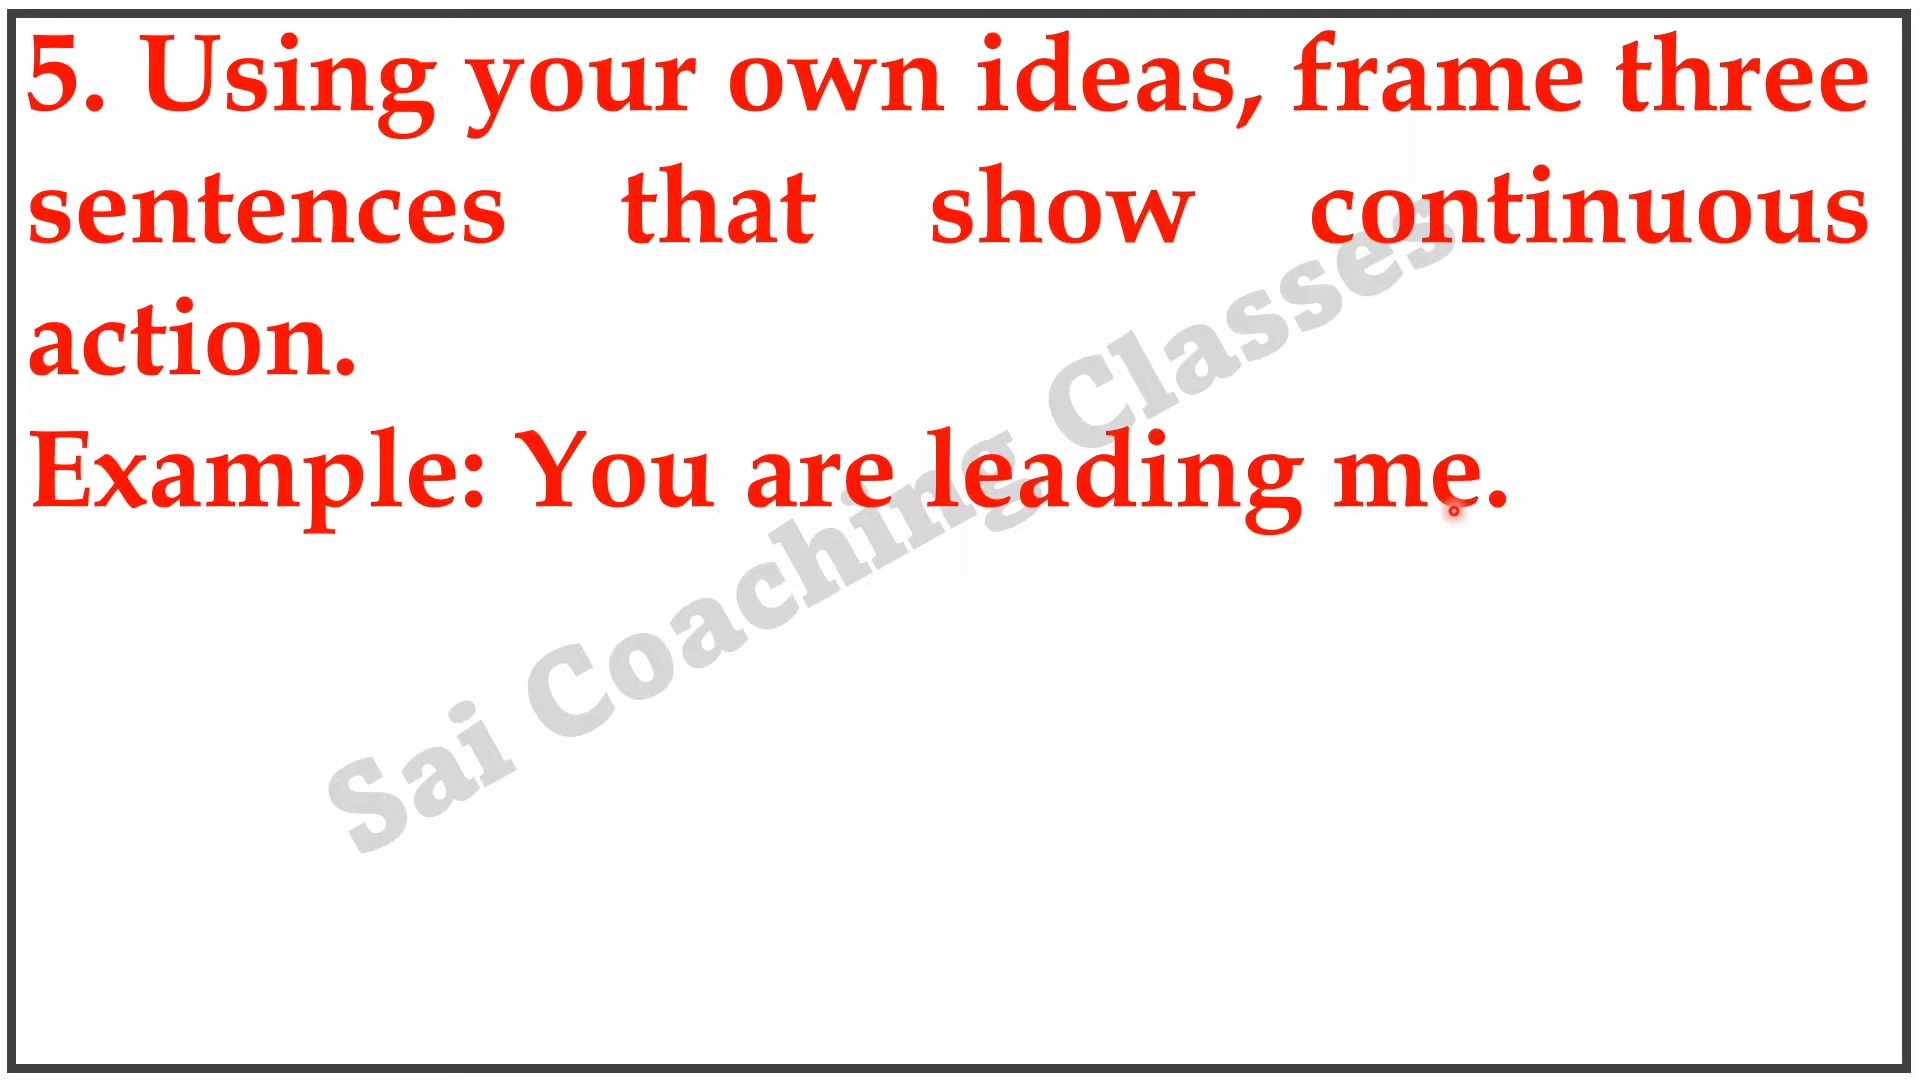 5. Using your own ideas, frame three
sentences that show continuous
action.
Example: You are leading me.
Sai Coaching Classes